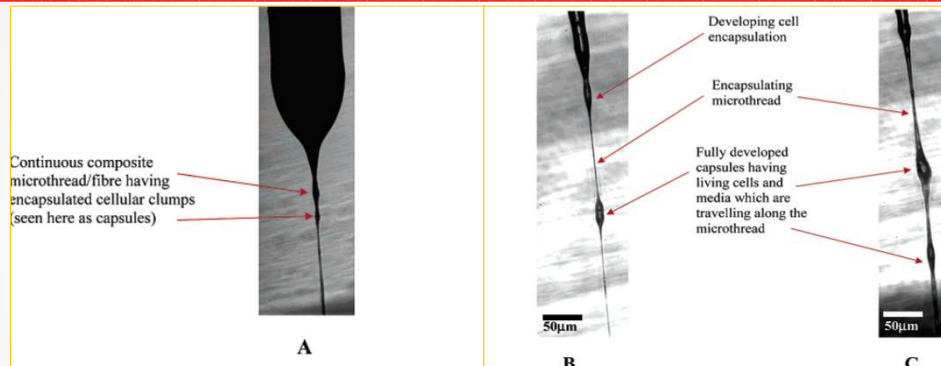 Continuous composite
microthread/fibre having
encapsulated cellular clumps
(seen here as capsules)
A
Developing cell
encapsulation
Encapsulating
microthread
Fully developed
capsules having
living cells and
media which are
travelling along the
microthread
50μm
B
50μm
C